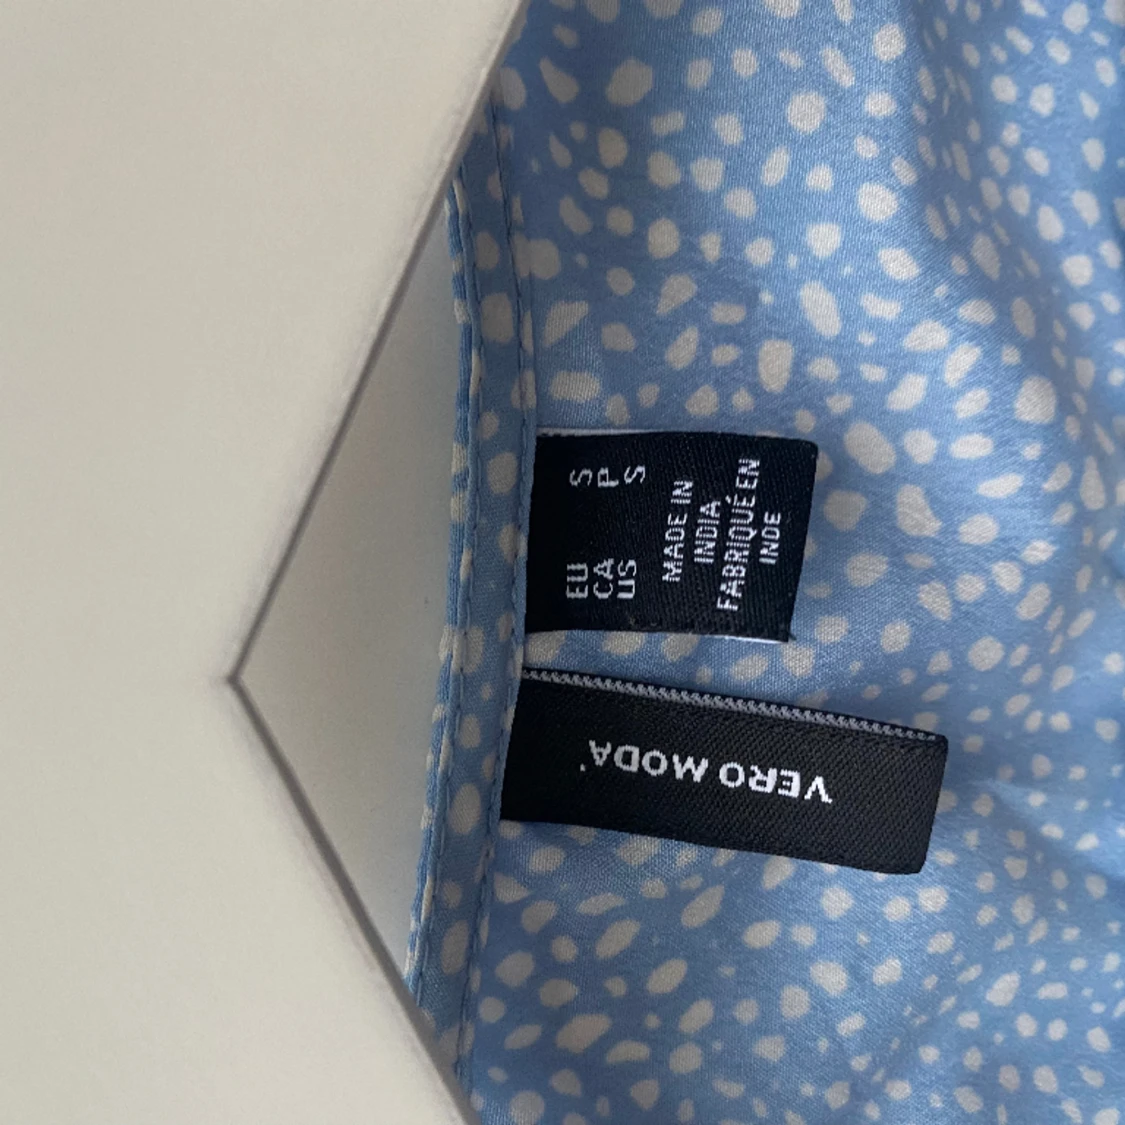 EU S
CA P
US S
MADE IN
INDIA
FABRIQUÉ EN
INDE
VERO MODA